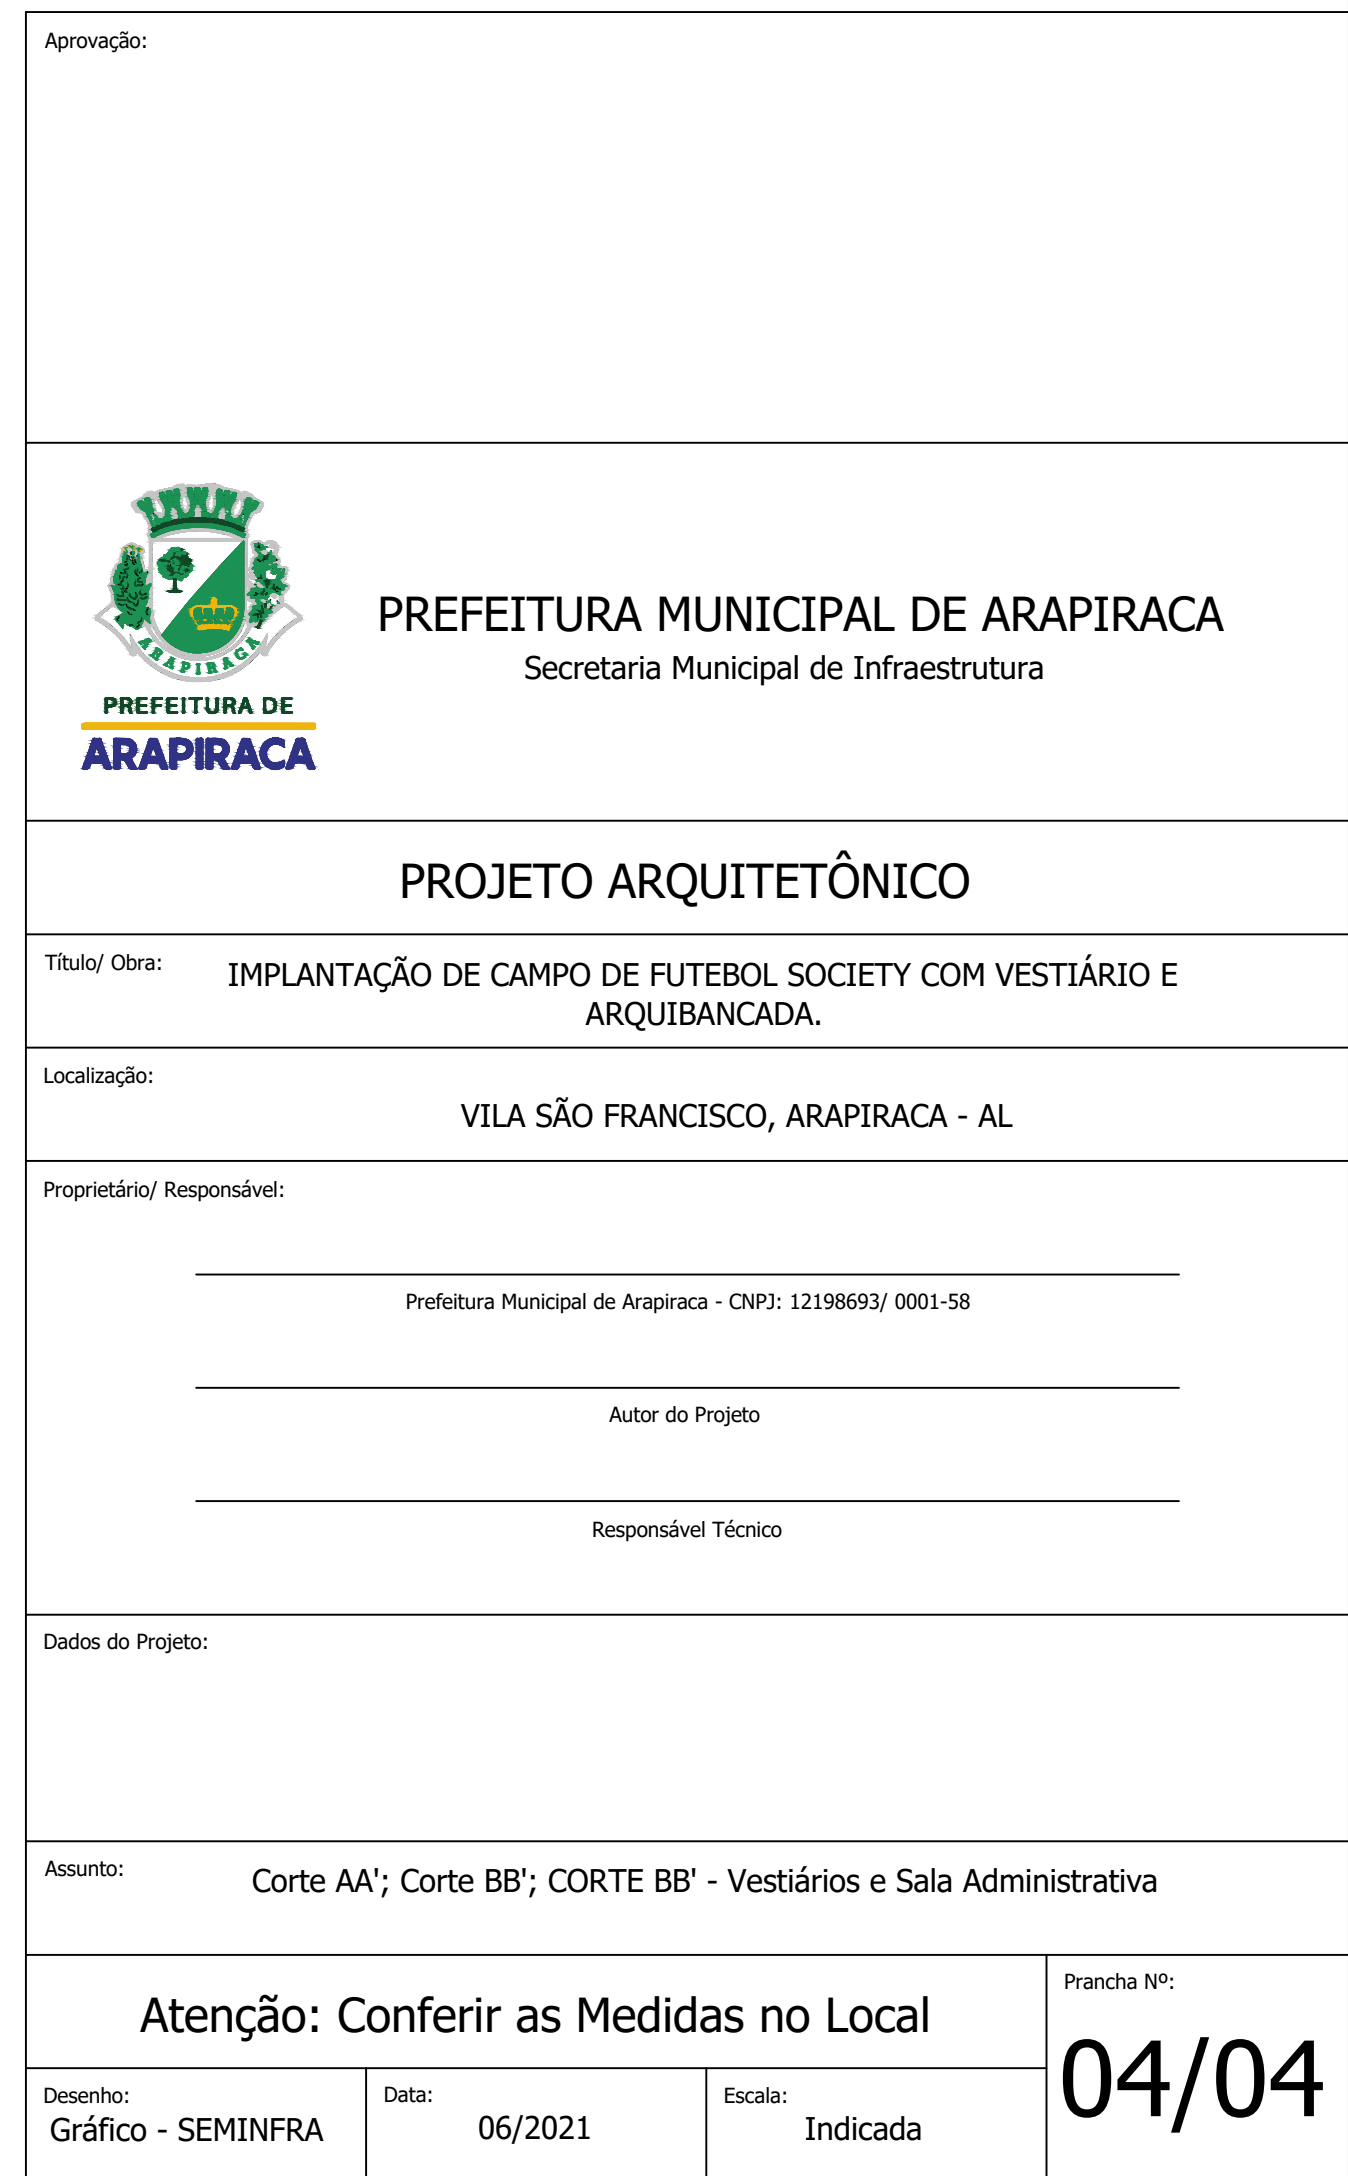 Aprovação:
ARAPIRACA
PREFEITURA DE
ARAPIRACA
PREFEITURA MUNICIPAL DE ARAPIRACA
Secretaria Municipal de Infraestrutura
PROJETO ARQUITETÔNICO
Título/ Obra:
IMPLANTAÇÃO DE CAMPO DE FUTEBOL SOCIETY COM VESTIÁRIO E
ARQUIBANCADA.
Localização:
VILA SÃO FRANCISCO, ARAPIRACA - AL
Proprietário/ Responsável:
Prefeitura Municipal de Arapiraca - CNPJ: 12198693/ 0001-58
Autor do Projeto
Responsável Técnico
Dados do Projeto:
Assunto:
Corte AA'; Corte BB'; CORTE BB' - Vestiários e Sala Administrativa
Atenção: Conferir as Medidas no Local
Prancha Nº:
04/04
Desenho:
Gráfico - SEMINFRA
Data:
06/2021
Escala:
Indicada